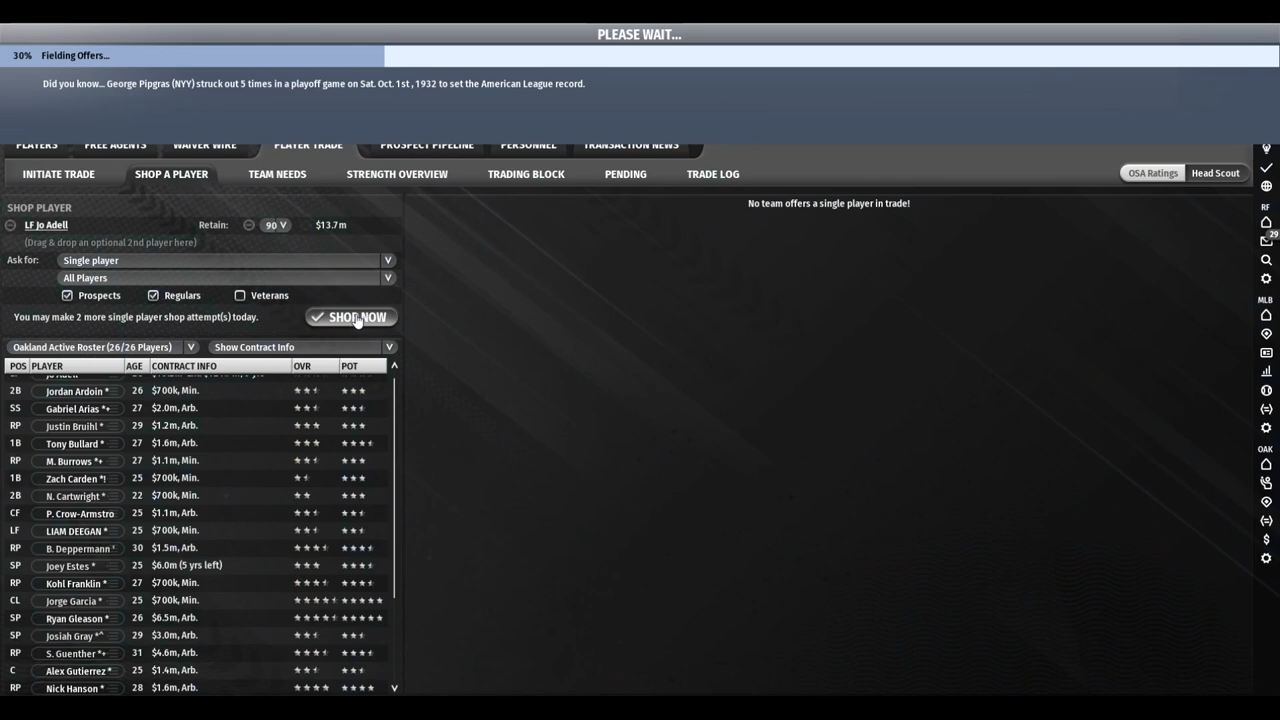 PLEASE WAIT...
30% Fielding Offers...
Did you know... George Pipgras (NYY) struck out 5 times in a playoff game on Sat. Oct. 1st, 1932 to set the American League record.
PLAYERS FREE AGENTS WAIVER WIRE PLAYER TRADE PROSPECT PIPELINE PERSONNEL TRANSACTION NEWS
INITIATE TRADE SHOP A PLAYER TEAM NEEDS STRENGTH OVERVIEW TRADING BLOCK PENDING TRADE LOG OSA Ratings Head Scout
SHOP PLAYER No team offers a single player in trade!
LF Jo Adell Retain: 90 $13.7m
(Drag & drop an optional 2nd player here)
Ask for: Single player
All Players
Prospects Regulars Veterans
You may make 2 more single player shop attempt(s) today. SHOP NOW
Oakland Active Roster (26/26 Players) Show Contract Info
POS PLAYER AGE CONTRACT INFO OVR POT
2B Jordan Ardoin * 26 $700k, Min.
SS Gabriel Arias *+ 27 $2.0m, Arb.
RP Justin Bruihl * 29 $1.2m, Arb.
1B Tony Bullard * 27 $1.6m, Arb.
RP M. Burrows *+ 27 $1.1m, Min.
1B Zach Carden *! 25 $700k, Min.
2B N. Cartwright * 22 $700k, Min.
CF P. Crow-Armstro 25 $1.1m, Arb.
LF LIAM DEEGAN * 25 $700k, Min.
RP B. Deppermann 30 $1.5m, Arb.
SP Joey Estes * 25 $6.0m (5 yrs left)
RP Kohl Franklin * 27 $700k, Min.
CL Jorge Garcia * 25 $700k, Min.
SP Ryan Gleason * 26 $6.5m, Arb.
SP Josiah Gray *^ 29 $3.0m, Arb.
RP S. Guenther *+ 31 $4.6m, Arb.
C Alex Gutierrez * 25 $1.4m, Arb.
RP Nick Hanson * 28 $1.6m, Arb.
RF
29
MLB
OAK